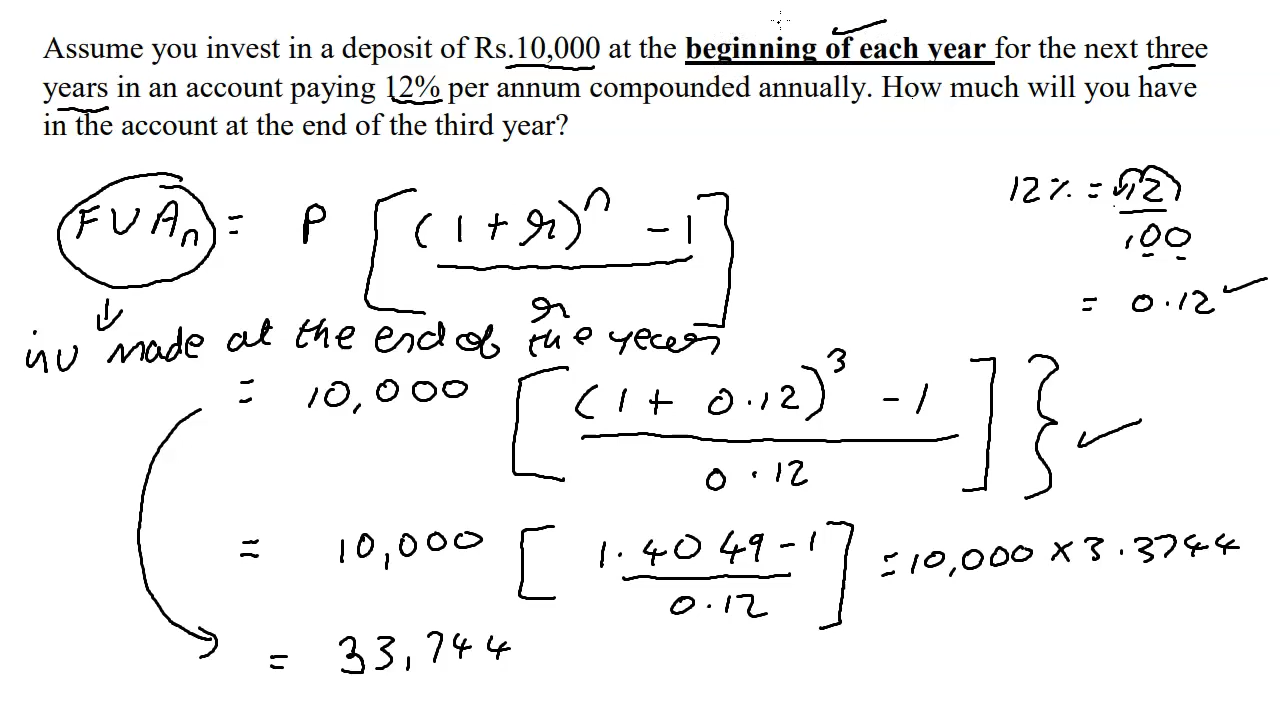 Assume you invest in a deposit of Rs.10,000 at the beginning of each year for the next three
years in an account paying 12% per annum compounded annually. How much will you have
in the account at the end of the third year?
FVAn = P [ (1 + r)^n - 1 / r ]
12% = 12 / 100
= 0.12
inv made at the end of the years
= 10,000 [ (1 + 0.12)^3 - 1 / 0.12 ]
= 10,000 [ 1.4049 - 1 / 0.12 ] = 10,000 x 3.3744
= 33,744